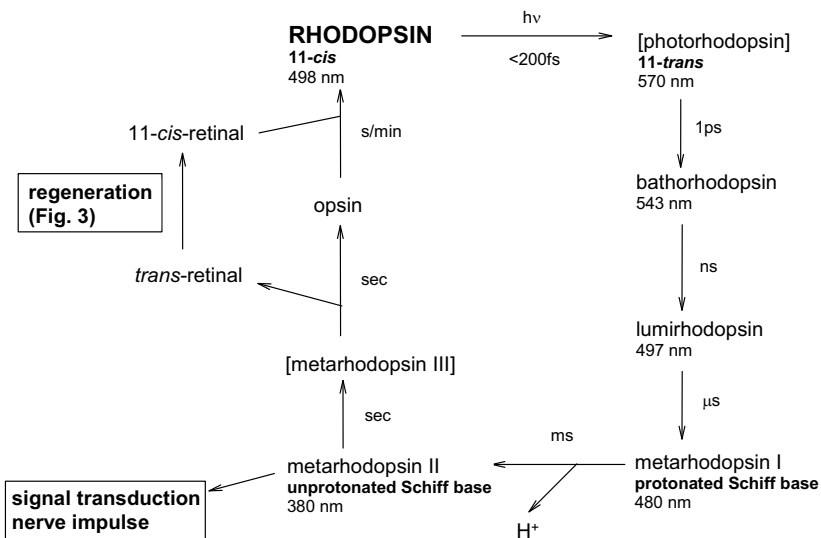 RHODOPSIN
11-cis
498 nm
hν
<200fs
[photorhodopsin]
11-trans
570 nm
1ps
bathorhodopsin
543 nm
ns
lumirhodopsin
497 nm
μs
metarhodopsin I
protonated Schiff base
480 nm
ms
H⁺
metarhodopsin II
unprotonated Schiff base
380 nm
signal transduction
nerve impulse
sec
[metarhodopsin III]
sec
trans-retinal
opsin
regeneration
(Fig. 3)
11-cis-retinal
s/min